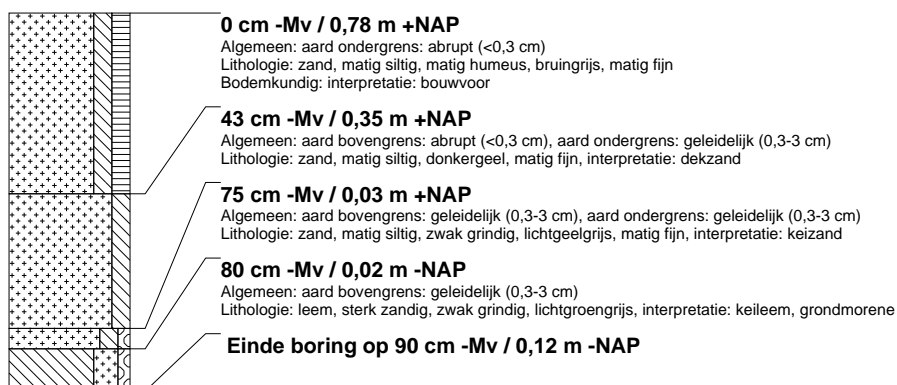 0 cm -Mv / 0,78 m +NAP
Algemeen: aard ondergrens: abrupt (<0,3 cm)
Lithologie: zand, matig siltig, matig humeus, bruingrijs, matig fijn
Bodemkundig: interpretatie: bouwvoor
43 cm -Mv / 0,35 m +NAP
Algemeen: aard bovengrens: abrupt (<0,3 cm), aard ondergrens: geleidelijk (0,3-3 cm)
Lithologie: zand, matig siltig, donkergeel, matig fijn, interpretatie: dekzand
75 cm -Mv / 0,03 m +NAP
Algemeen: aard bovengrens: geleidelijk (0,3-3 cm), aard ondergrens: geleidelijk (0,3-3 cm)
Lithologie: zand, matig siltig, zwak grindig, lichtgeelgrijs, matig fijn, interpretatie: keizand
80 cm -Mv / 0,02 m -NAP
Algemeen: aard bovengrens: geleidelijk (0,3-3 cm)
Lithologie: leem, sterk zandig, zwak grindig, lichtgroengrijs, interpretatie: keileem, grondmorene
Einde boring op 90 cm -Mv / 0,12 m -NAP